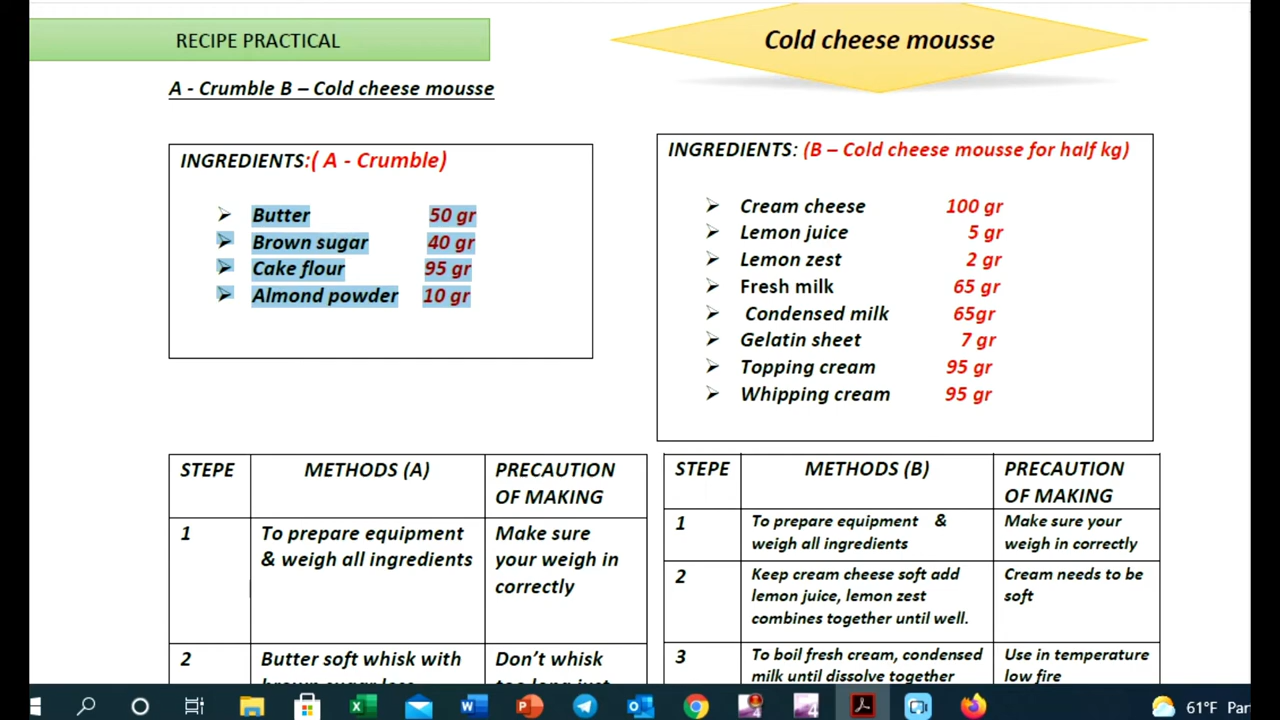 RECIPE PRACTICAL
Cold cheese mousse
A - Crumble B – Cold cheese mousse
INGREDIENTS:( A - Crumble)
Butter 50 gr
Brown sugar 40 gr
Cake flour 95 gr
Almond powder 10 gr
INGREDIENTS: (B – Cold cheese mousse for half kg)
Cream cheese 100 gr
Lemon juice 5 gr
Lemon zest 2 gr
Fresh milk 65 gr
Condensed milk 65gr
Gelatin sheet 7 gr
Topping cream 95 gr
Whipping cream 95 gr
STEPE METHODS (A) PRECAUTION
OF MAKING
1 To prepare equipment Make sure
& weigh all ingredients your weigh in
correctly
2 Butter soft whisk with Don't whisk
STEPE METHODS (B) PRECAUTION
OF MAKING
1 To prepare equipment & Make sure your
weigh all ingredients weigh in correctly
2 Keep cream cheese soft add Cream needs to be
lemon juice, lemon zest soft
combines together until well.
3 To boil fresh cream, condensed Use in temperature
milk until dissolve together low fire
61°F Par